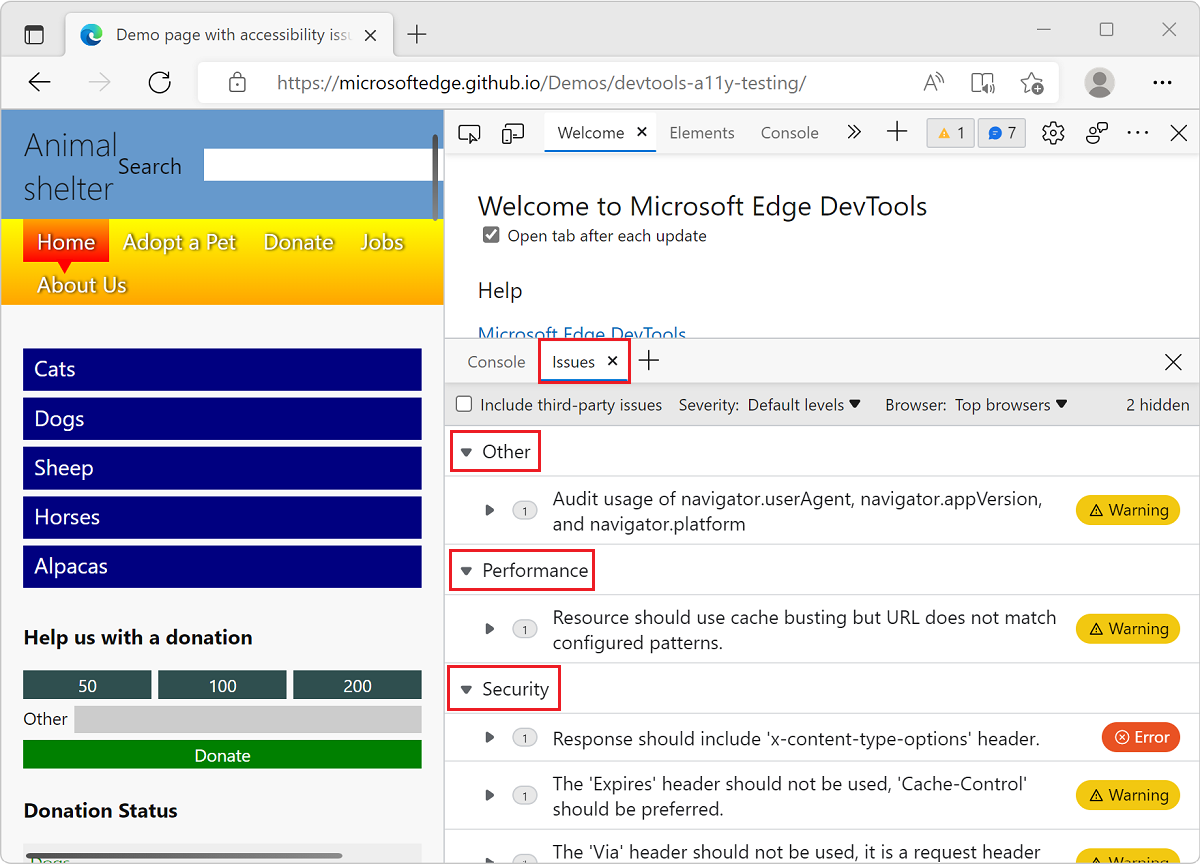 Demo page with accessibility issu
https://microsoftedge.github.io/Demos/devtools-a11y-testing/
Animal
shelter
Search
Home
Adopt a Pet
Donate
Jobs
About Us
Cats
Dogs
Sheep
Horses
Alpacas
Help us with a donation
50
100
200
Other
Donate
Donation Status
Dogs
Welcome
Elements
Console
1
7
Welcome to Microsoft Edge DevTools
Open tab after each update
Help
Microsoft Edge DevTools
Console
Issues
Include third-party issues
Severity: Default levels
Browser: Top browsers
2 hidden
Other
1
Audit usage of navigator.userAgent, navigator.appVersion,
and navigator.platform
Warning
Performance
1
Resource should use cache busting but URL does not match
configured patterns.
Warning
Security
1
Response should include 'x-content-type-options' header.
Error
1
The 'Expires' header should not be used, 'Cache-Control'
should be preferred.
Warning
1
The 'Via' header should not be used, it is a request header
Warning